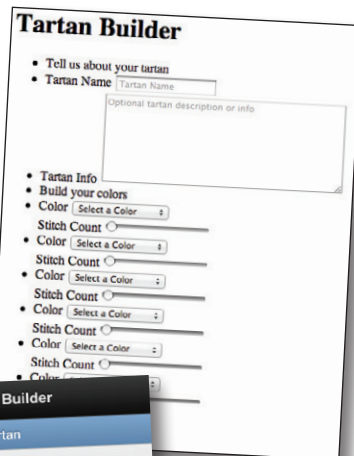 Tartan Builder
Tell us about your tartan
Tartan Name Tartan Name
Optional tartan description or info
Tartan Info
Build your colors
Color Select a Color
Stitch Count
Color Select a Color
Stitch Count
Color Select a Color
Stitch Count
Color Select a Color
Stitch Count
Color Select a Color
Stitch Count
Color
Builder